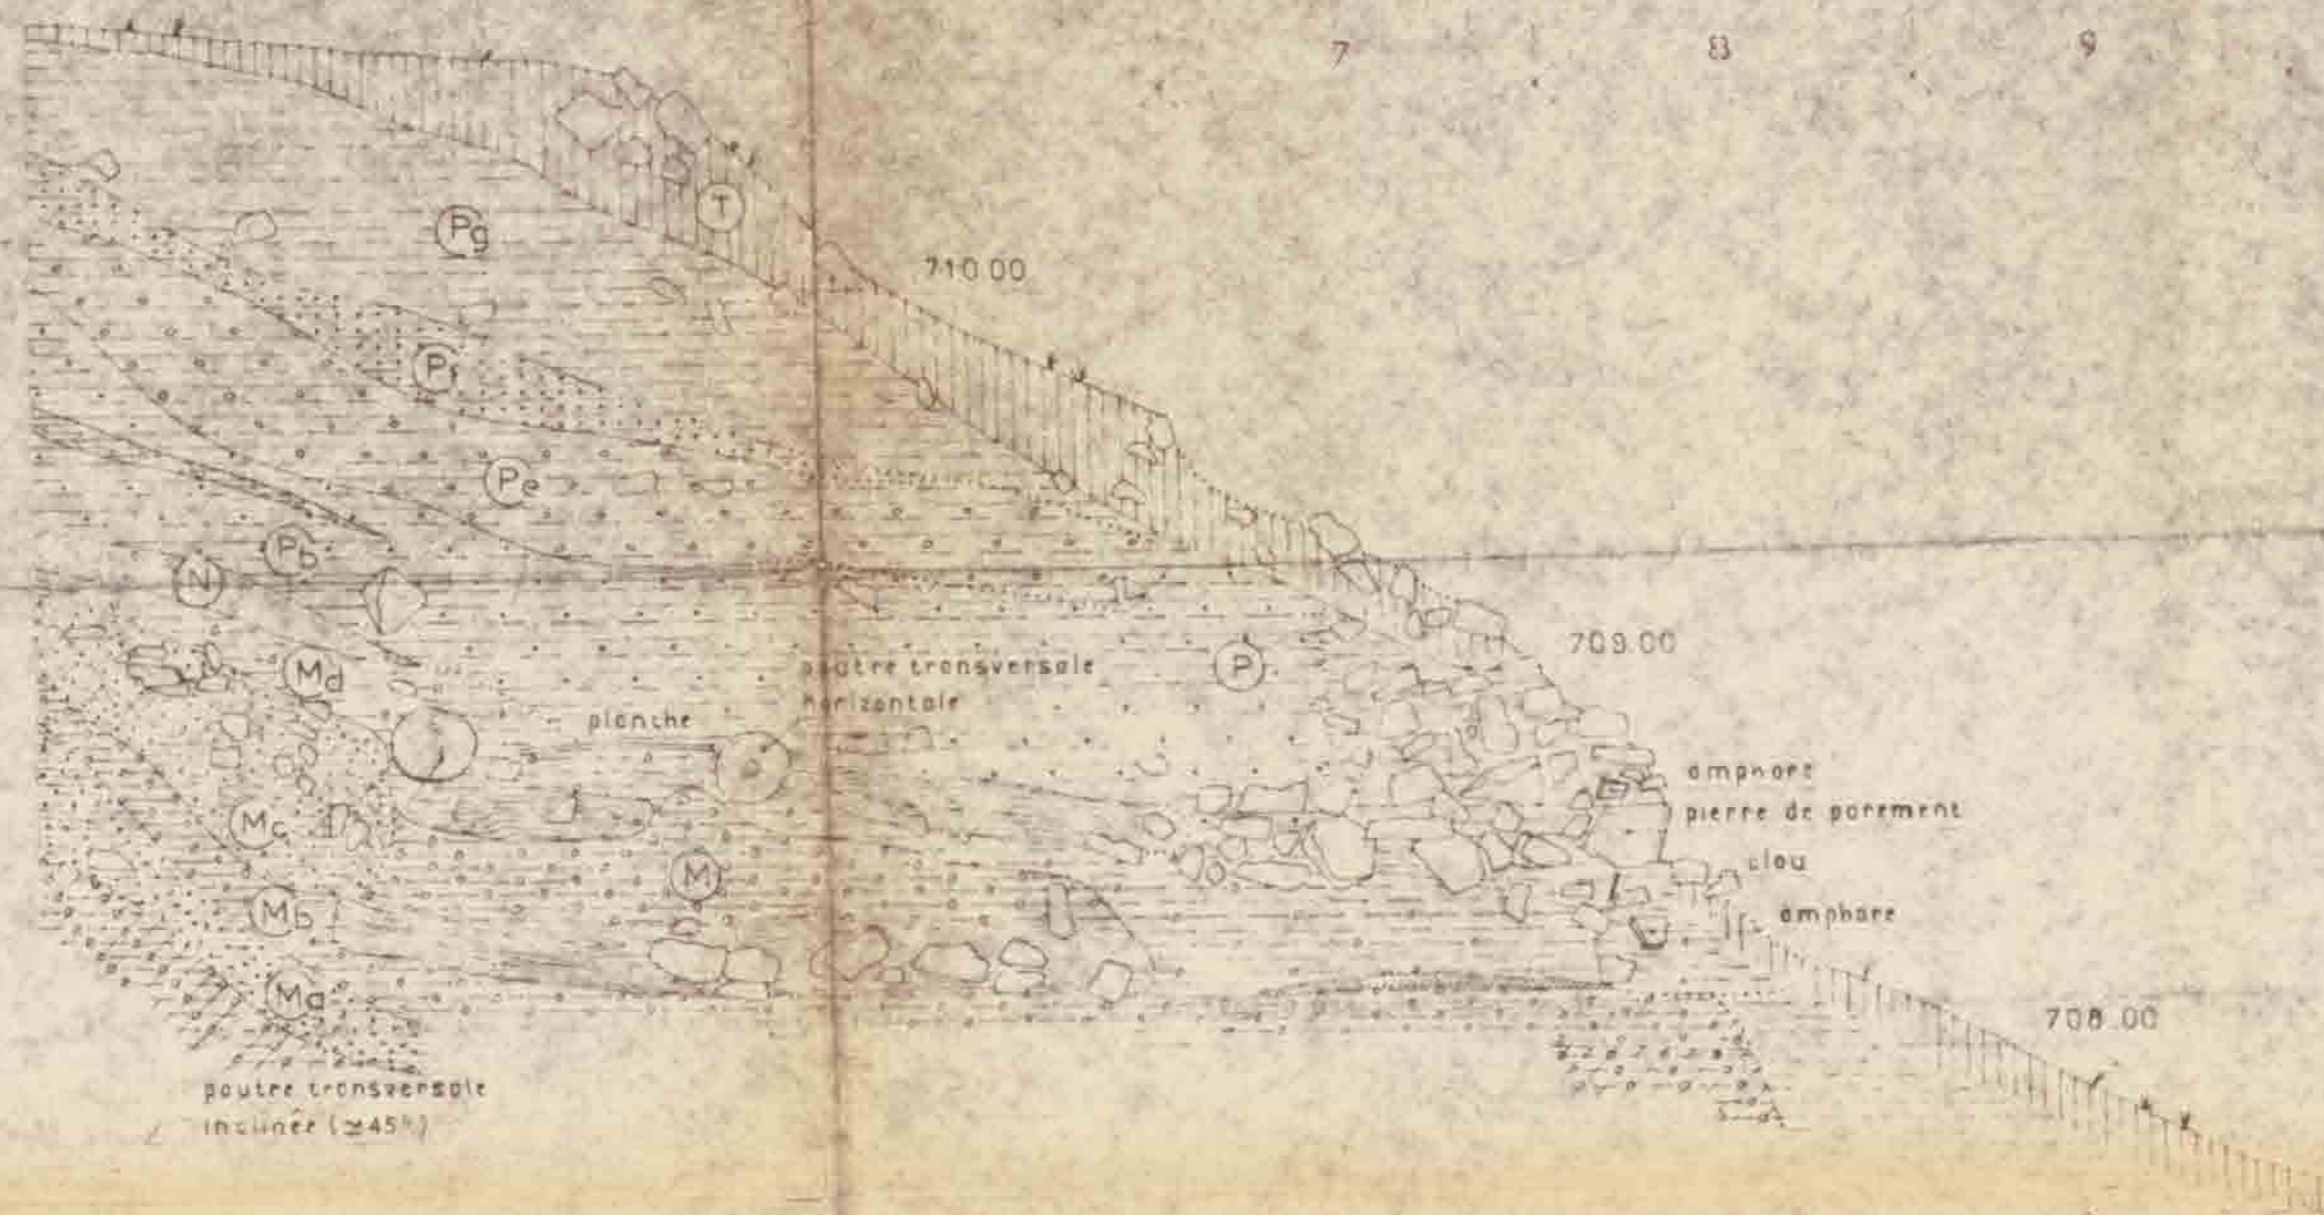 7 8 9
T
Pg
710.00
Pf
Pe
Pb
N
709.00
P
Md
poutre transversale
horizontale
planche
amphore
pierre de parement
Mc
clou
M
Mb
amphore
Ma
708.00
poutre transversale
inclinée (≃45°)